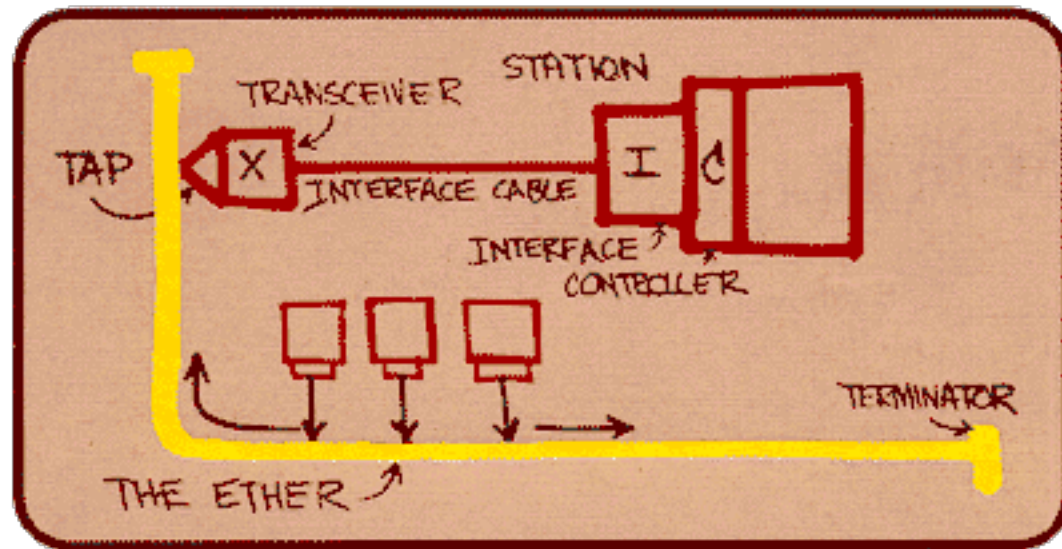 STATION
TRANSCEIVER
TAP
X
I
C
INTERFACE CABLE
INTERFACE
CONTROLLER
TERMINATOR
THE ETHER